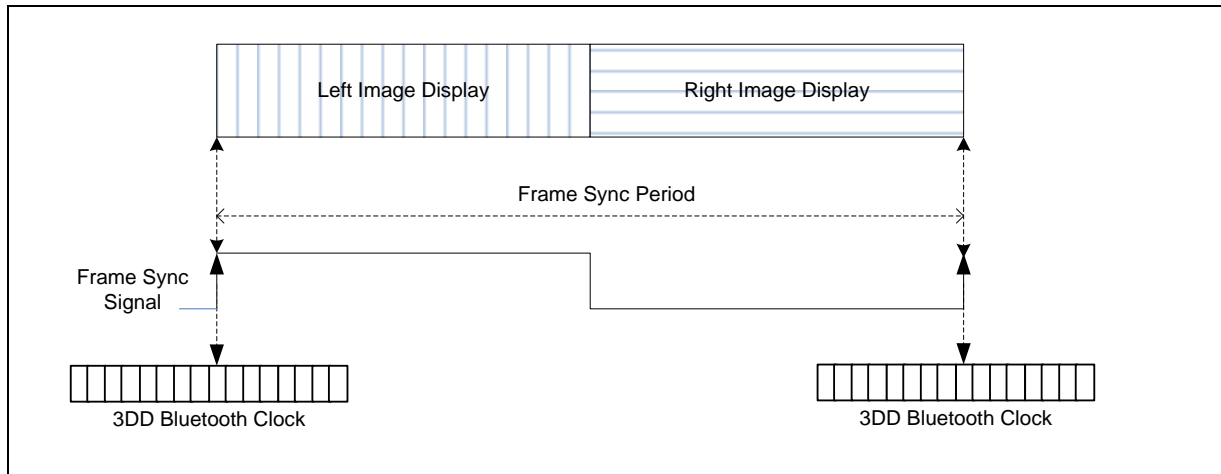 Left Image Display
Right Image Display
Frame Sync Period
Frame Sync
Signal
3DD Bluetooth Clock
3DD Bluetooth Clock